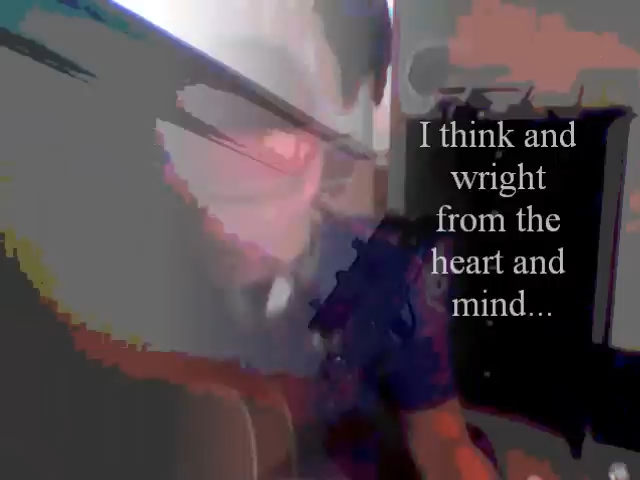 I think and
wright
from the
heart and
mind...